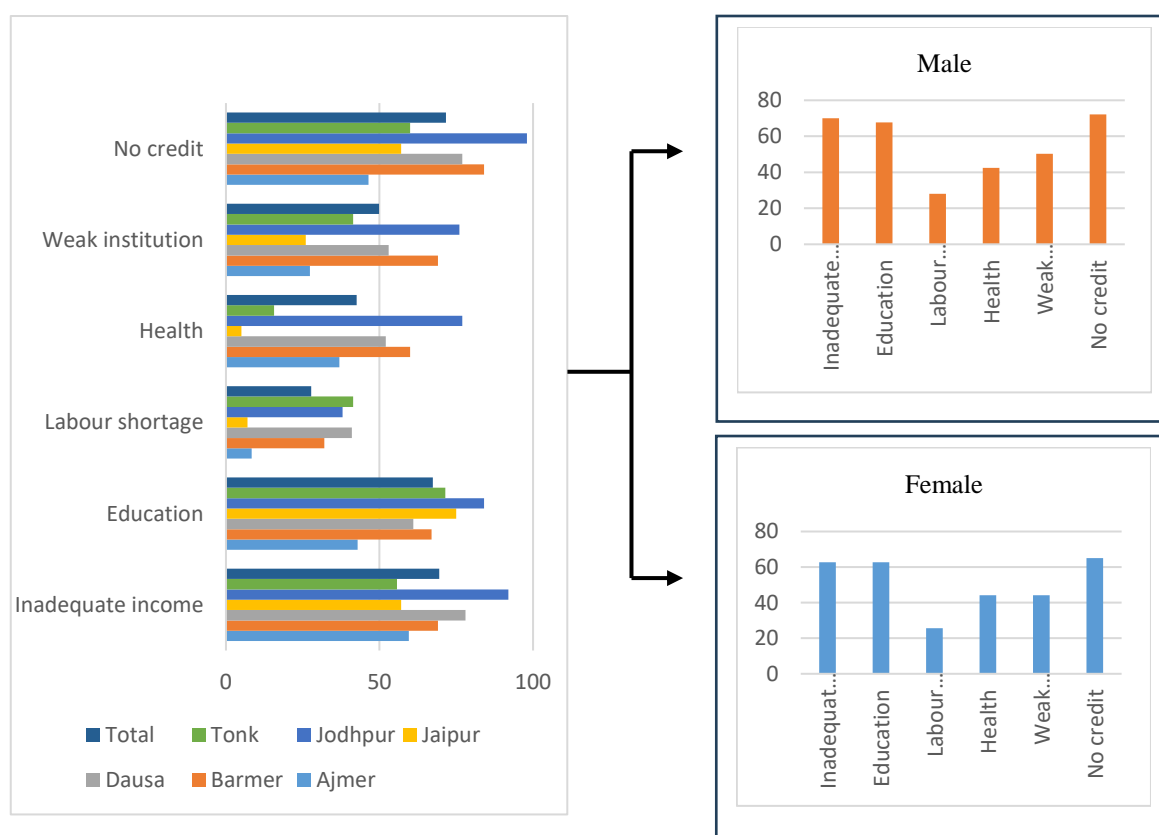 No credit
Weak institution
Health
Labour shortage
Education
Inadequate income
0 50 100
Total Tonk Jodhpur Jaipur
Dausa Barmer Ajmer
Male
80
60
40
20
0
Inadequate…
Education
Labour…
Health
Weak…
No credit
Female
80
60
40
20
0
Inadequat…
Education
Labour…
Health
Weak…
No credit